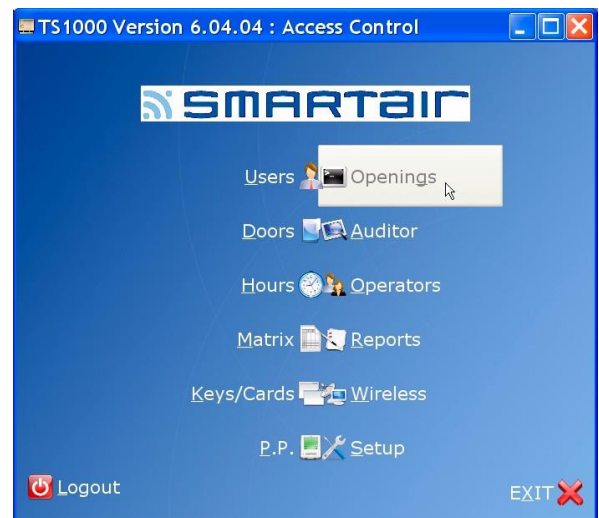 TS1000 Version 6.04.04 : Access Control
SMARTair
Users Openings
Doors Auditor
Hours Operators
Matrix Reports
Keys/Cards Wireless
P.P. Setup
Logout EXIT